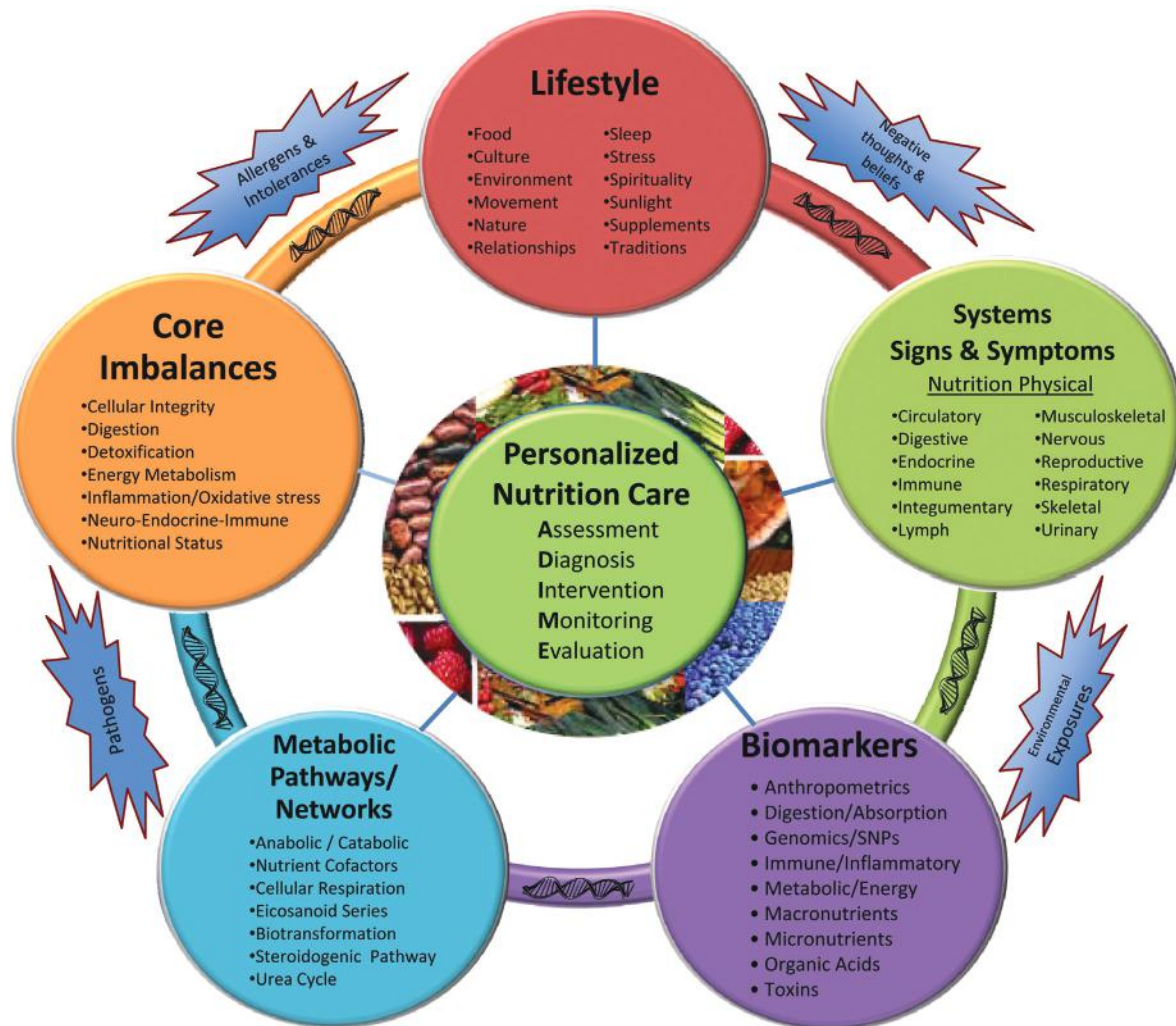 Lifestyle
•Food
•Culture
•Environment
•Movement
•Nature
•Relationships
•Sleep
•Stress
•Spirituality
•Sunlight
•Supplements
•Traditions
Allergens &
Intolerances
Negative
thoughts &
beliefs
Core
Imbalances
•Cellular Integrity
•Digestion
•Detoxification
•Energy Metabolism
•Inflammation/Oxidative stress
•Neuro-Endocrine-Immune
•Nutritional Status
Personalized
Nutrition Care
Assessment
Diagnosis
Intervention
Monitoring
Evaluation
Systems
Signs & Symptoms
Nutrition Physical
•Circulatory
•Digestive
•Endocrine
•Immune
•Integumentary
•Lymph
•Musculoskeletal
•Nervous
•Reproductive
•Respiratory
•Skeletal
•Urinary
Pathogens
Environmental
Exposures
Metabolic
Pathways/
Networks
•Anabolic / Catabolic
•Nutrient Cofactors
•Cellular Respiration
•Eicosanoid Series
•Biotransformation
•Steroidogenic Pathway
•Urea Cycle
Biomarkers
• Anthropometrics
• Digestion/Absorption
• Genomics/SNPs
• Immune/Inflammatory
• Metabolic/Energy
• Macronutrients
• Micronutrients
• Organic Acids
• Toxins